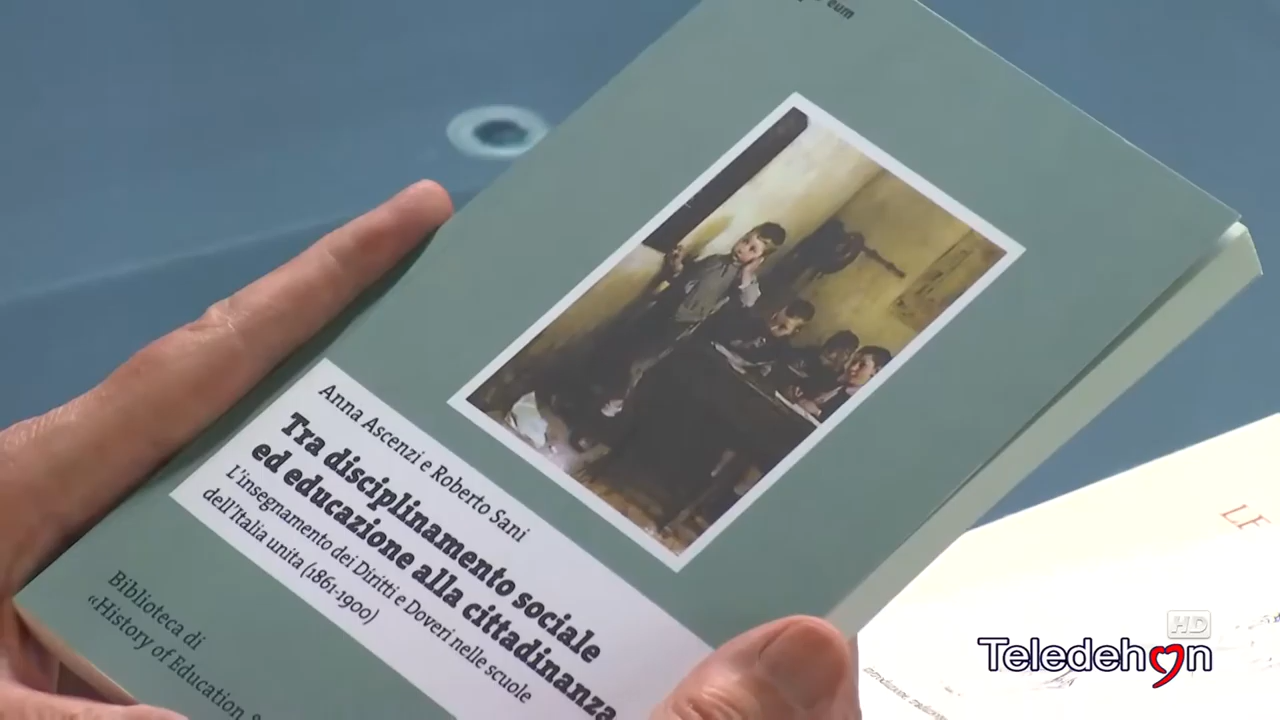 eum
Anna Ascenzi e Roberto Sani
Tra disciplinamento sociale
ed educazione alla cittadinanza
L'insegnamento dei Diritti e Doveri nelle scuole
dell'Italia unita (1861-1900)
Biblioteca di
«History of Education
LE
HD
Teledehon